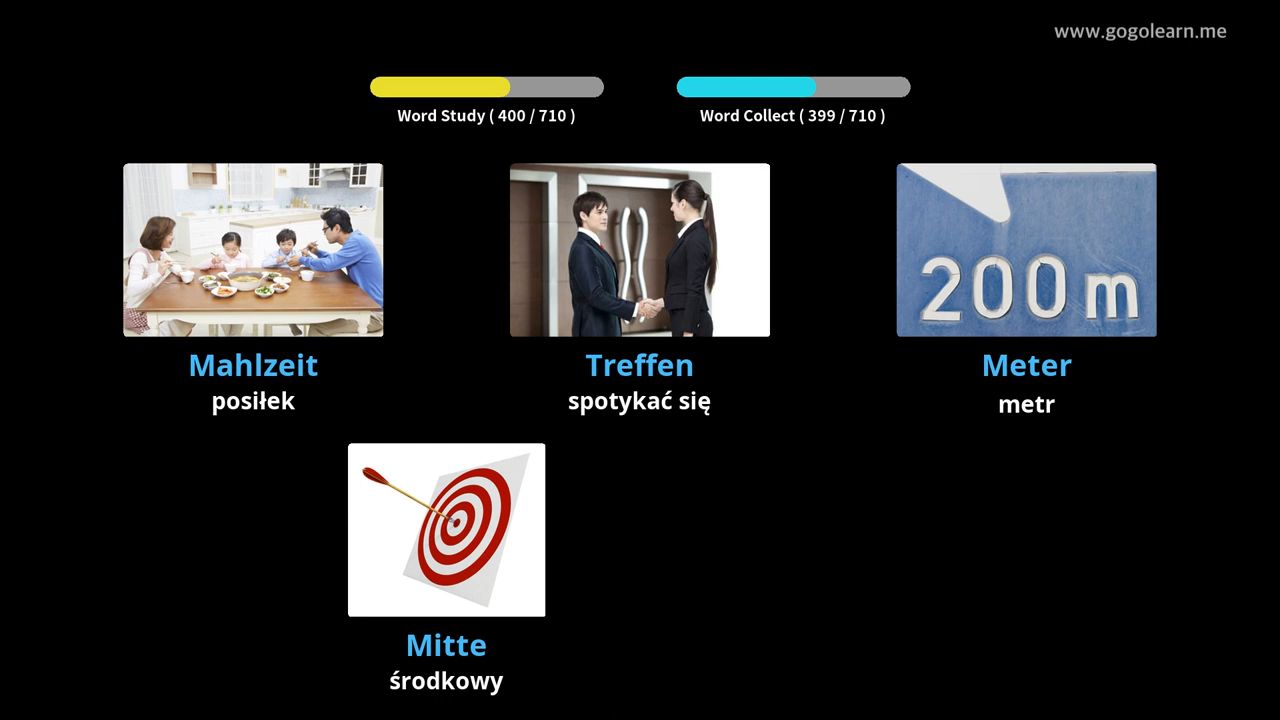 www.gogolearn.me
Word Study ( 400 / 710 )
Word Collect ( 399 / 710 )
200 m
Mahlzeit
posiłek
Treffen
spotykać się
Meter
metr
Mitte
środkowy